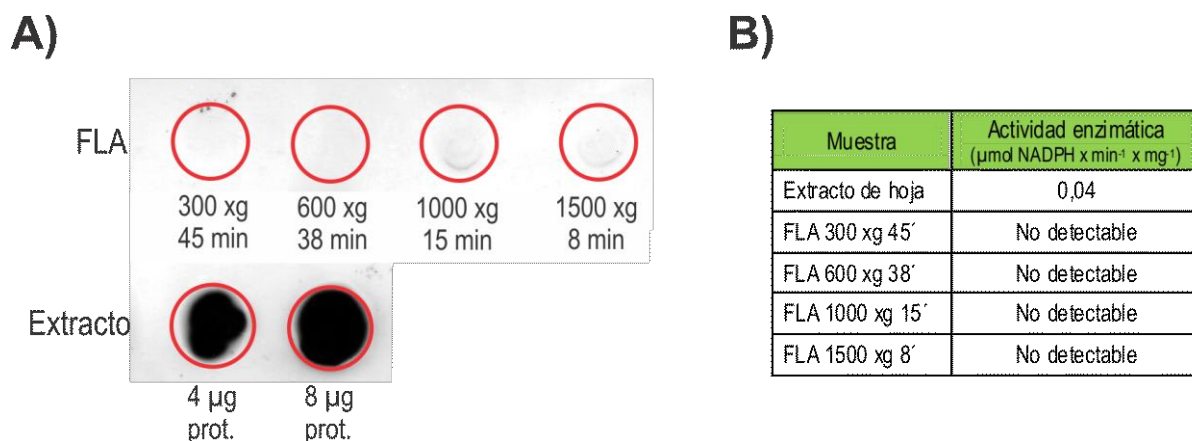 A)
FLA
300 xg 600 xg 1000 xg 1500 xg
45 min 38 min 15 min 8 min
Extracto
4 µg 8 µg
prot. prot.
B)
Muestra Actividad enzimática
(µmol NADPH x min⁻¹ x mg⁻¹)
Extracto de hoja 0,04
FLA 300 xg 45´ No detectable
FLA 600 xg 38´ No detectable
FLA 1000 xg 15´ No detectable
FLA 1500 xg 8´ No detectable